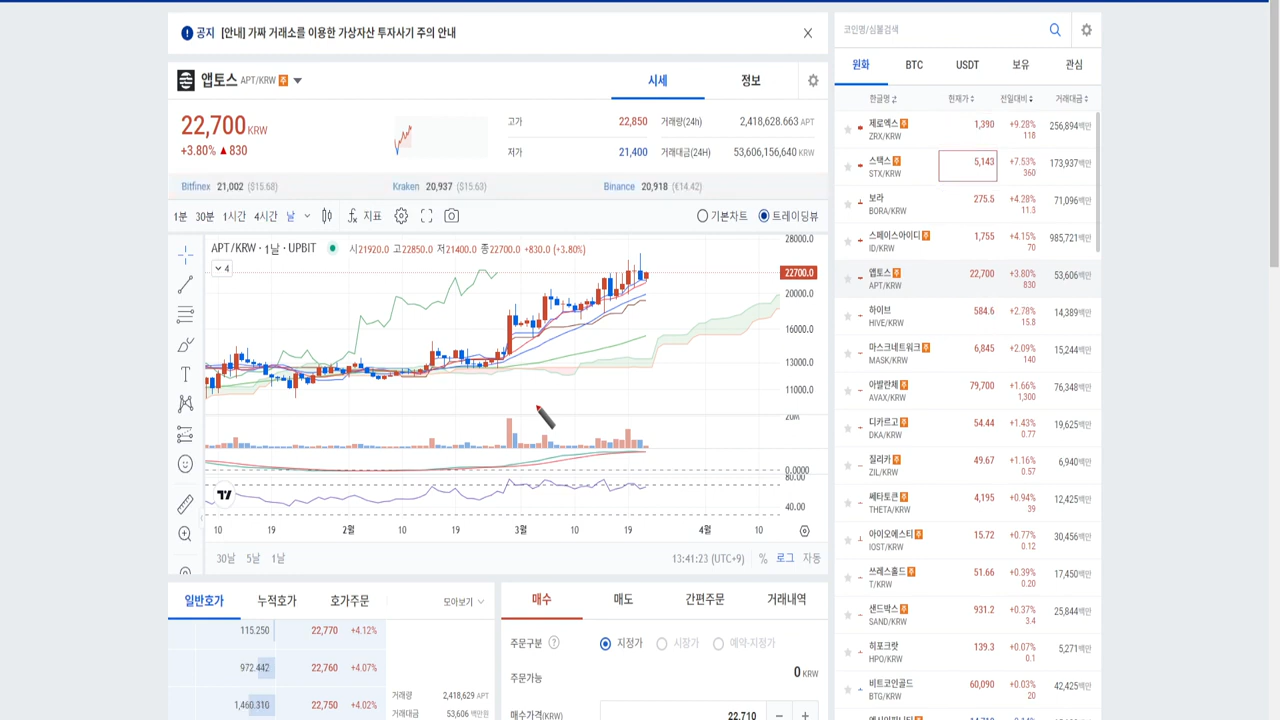 공지 [안내] 가짜 거래소를 이용한 가상자산 투자사기 주의 안내
앱토스 APT/KRW 주
시세 정보
22,700 KRW
+3.80% ▲ 830
고가 22,850 거래량(24h) 2,418,628.663 APT
저가 21,400 거래대금(24H) 53,606,156,640 KRW
Bitfinex 21,002 ($15.68) Kraken 20,937 ($15.63) Binance 20,918 (€14.42)
1분 30분 1시간 4시간 날 지표 기본차트 트레이딩뷰
APT/KRW · 1날 · UPBIT 시21920.0 고22850.0 저21400.0 종22700.0 +830.0 (+3.80%)
4
28000.0
22700.0
20000.0
16000.0
13000.0
11000.0
20M
0.0000
80.00
40.00
10 19 2월 10 19 3월 10 19 4월 10
30날 5날 1날 13:41:23 (UTC+9) % 로그 자동
일반호가 누적호가 호가주문 모아보기
115.250 22,770 +4.12%
972.442 22,760 +4.07%
1,460.310 22,750 +4.02%
거래량 2,418,629 APT
거래대금 53,606 백만원
매수 매도 간편주문 거래내역
주문구분 ? 지정가 시장가 예약-지정가
주문가능 0 KRW
매수가격(KRW) 22,710 − +
코인명/심볼검색
원화 BTC USDT 보유 관심
한글명 현재가 전일대비 거래대금
제로엑스 주 1,390 +9.28% 256,894백만
ZRX/KRW 118
스택스 주 5,143 +7.53% 173,937백만
STX/KRW 360
보라 275.5 +4.28% 71,096백만
BORA/KRW 11.3
스페이스아이디 주 1,755 +4.15% 985,721백만
ID/KRW 70
앱토스 주 22,700 +3.80% 53,606백만
APT/KRW 830
하이브 584.6 +2.78% 14,389백만
HIVE/KRW 15.8
마스크네트워크 주 6,845 +2.09% 15,244백만
MASK/KRW 140
아발란체 주 79,700 +1.66% 76,348백만
AVAX/KRW 1,300
디카르고 주 54.44 +1.43% 19,625백만
DKA/KRW 0.77
질리카 주 49.67 +1.16% 6,940백만
ZIL/KRW 0.57
쎄타토큰 주 4,195 +0.94% 12,425백만
THETA/KRW 39
아이오에스티 주 15.72 +0.77% 30,456백만
IOST/KRW 0.12
쓰레스홀드 주 51.66 +0.39% 17,450백만
T/KRW 0.20
샌드박스 주 931.2 +0.37% 25,844백만
SAND/KRW 3.4
히포크랏 139.3 +0.07% 5,271백만
HPO/KRW 0.1
비트코인골드 60,090 +0.03% 42,425백만
BTG/KRW 20